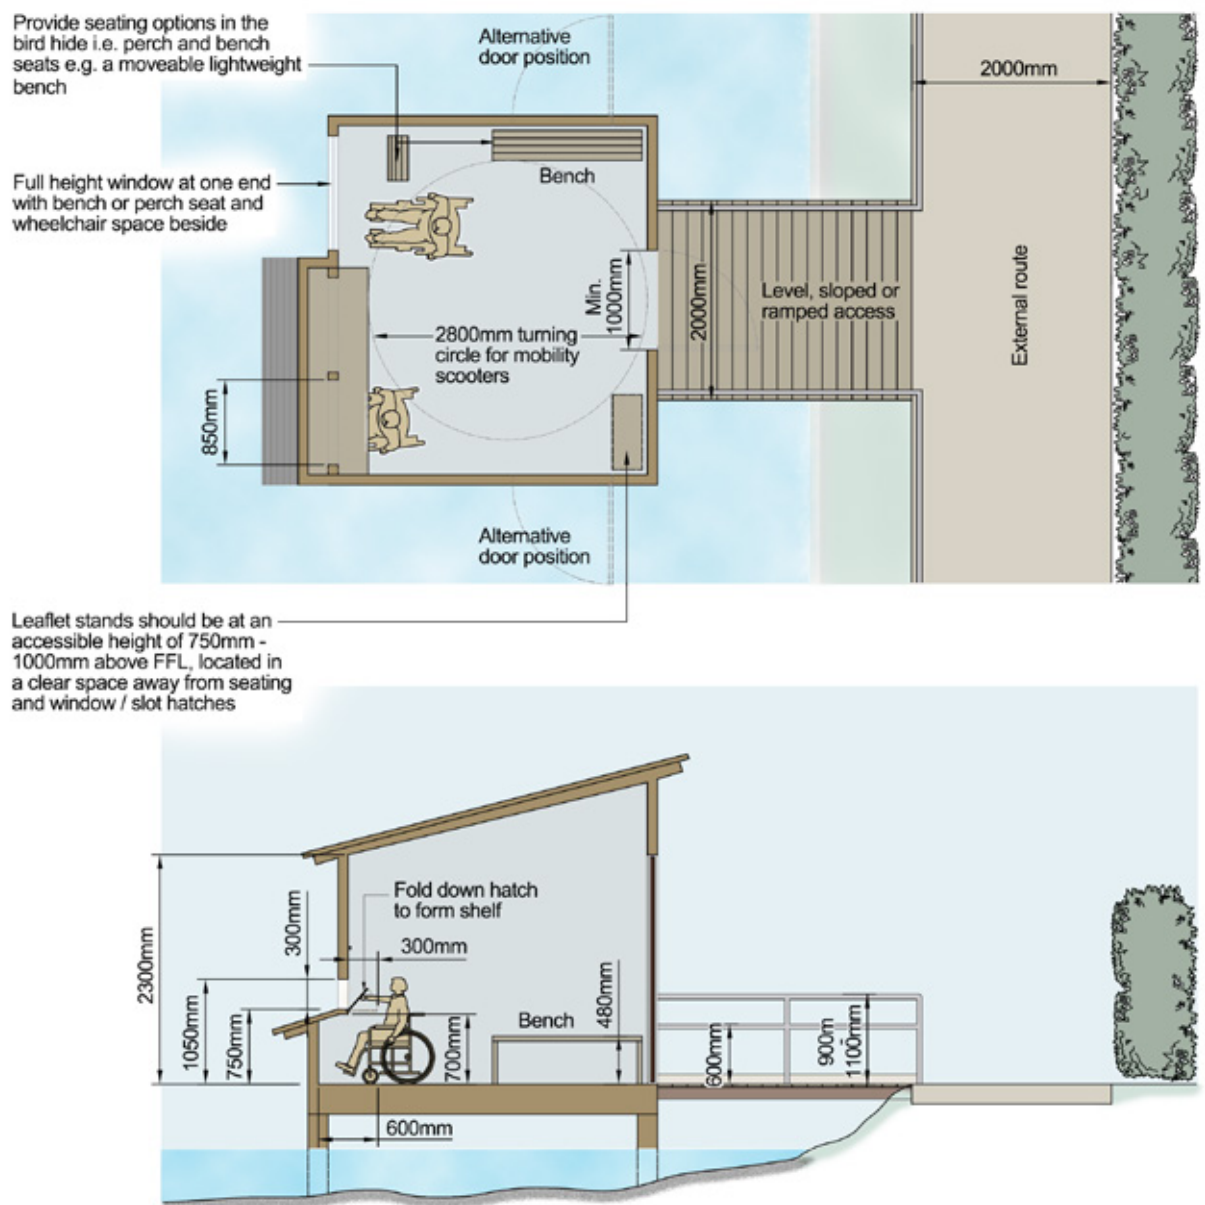 Provide seating options in the
bird hide i.e. perch and bench
seats e.g. a moveable lightweight
bench
Alternative
door position
2000mm
Full height window at one end
with bench or perch seat and
wheelchair space beside
Bench
Min.
1000mm
2000mm
Level, sloped or
ramped access
External route
2800mm turning
circle for mobility
scooters
850mm
Alternative
door position
Leaflet stands should be at an
accessible height of 750mm -
1000mm above FFL, located in
a clear space away from seating
and window / slot hatches
Fold down hatch
to form shelf
300mm
2300mm
300mm
1050mm
750mm
700mm
Bench
480mm
600mm
900m
1100mm
600mm